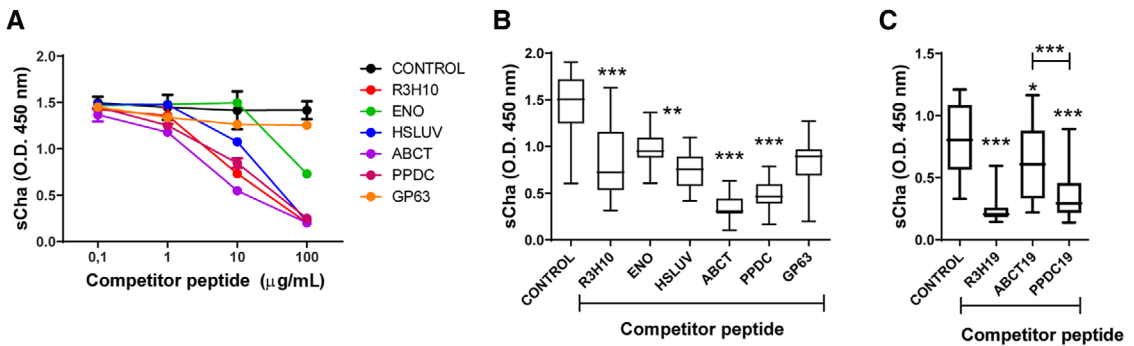 A
sCha (O.D. 450 nm)
2.0
1.5
1.0
0.5
0.0
0,1
1
10
100
Competitor peptide (μg/mL)
CONTROL
R3H10
ENO
HSLUV
ABCT
PPDC
GP63
B
sCha (O.D. 450 nm)
2.0
1.5
1.0
0.5
0.0
***
**
***
***
CONTROL
R3H10
ENO
HSLUV
ABCT
PPDC
GP63
Competitor peptide
C
sCha (O.D. 450 nm)
1.5
1.0
0.5
0.0
***
***
*
***
CONTROL
R3H19
ABCT19
PPDC19
Competitor peptide